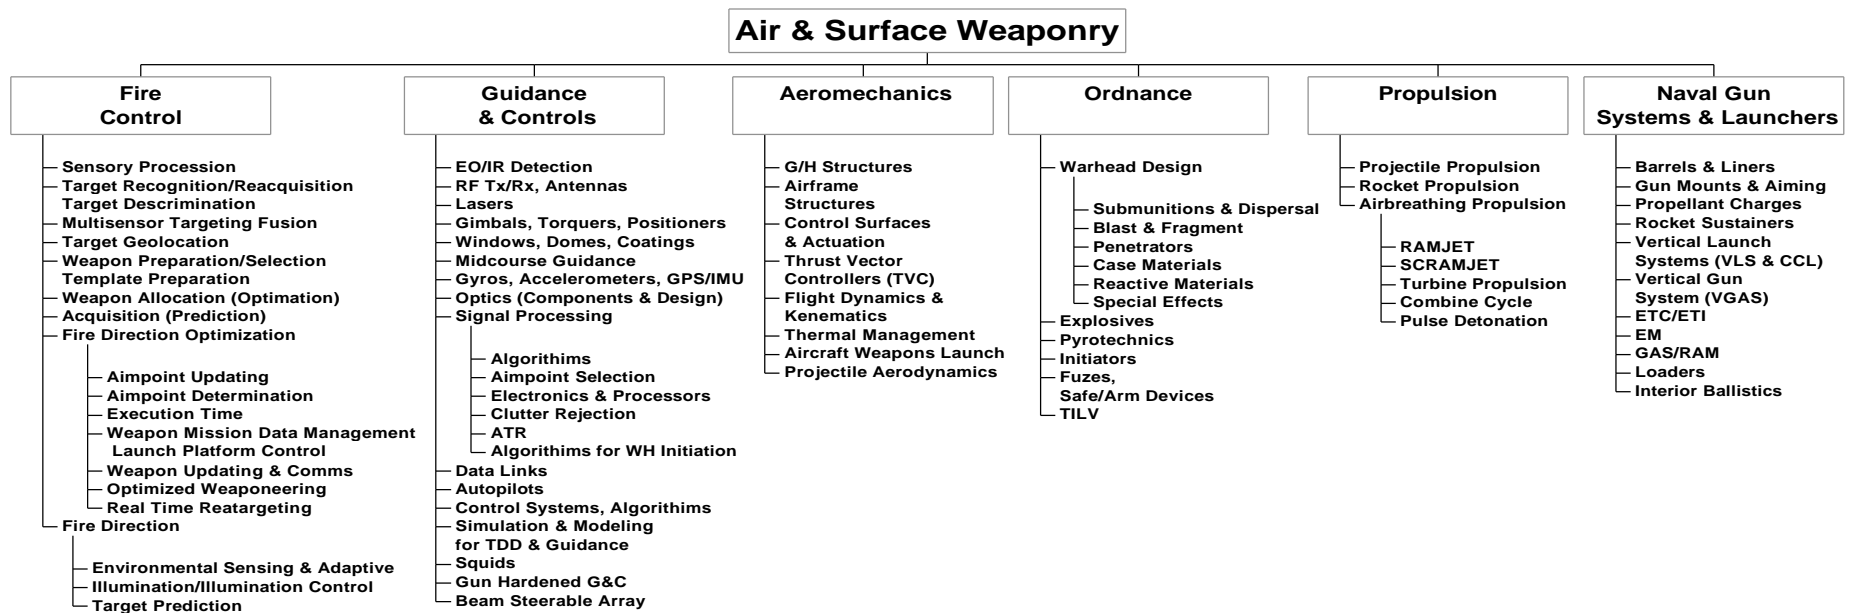 Air & Surface Weaponry
Fire
Control
Sensory Procession
Target Recognition/Reacquisition
Target Descrimination
Multisensor Targeting Fusion
Target Geolocation
Weapon Preparation/Selection
Template Preparation
Weapon Allocation (Optimation)
Acquisition (Prediction)
Fire Direction Optimization
Aimpoint Updating
Aimpoint Determination
Execution Time
Weapon Mission Data Management
Launch Platform Control
Weapon Updating & Comms
Optimized Weaponeering
Real Time Reatargeting
Fire Direction
Environmental Sensing & Adaptive
Illumination/Illumination Control
Target Prediction
Guidance
& Controls
EO/IR Detection
RF Tx/Rx, Antennas
Lasers
Gimbals, Torquers, Positioners
Windows, Domes, Coatings
Midcourse Guidance
Gyros, Accelerometers, GPS/IMU
Optics (Components & Design)
Signal Processing
Algorithims
Aimpoint Selection
Electronics & Processors
Clutter Rejection
ATR
Algorithims for WH Initiation
Data Links
Autopilots
Control Systems, Algorithims
Simulation & Modeling
for TDD & Guidance
Squids
Gun Hardened G&C
Beam Steerable Array
Aeromechanics
G/H Structures
Airframe
Structures
Control Surfaces
& Actuation
Thrust Vector
Controllers (TVC)
Flight Dynamics &
Kenematics
Thermal Management
Aircraft Weapons Launch
Projectile Aerodynamics
Ordnance
Warhead Design
Submunitions & Dispersal
Blast & Fragment
Penetrators
Case Materials
Reactive Materials
Special Effects
Explosives
Pyrotechnics
Initiators
Fuzes,
Safe/Arm Devices
TILV
Propulsion
Projectile Propulsion
Rocket Propulsion
Airbreathing Propulsion
RAMJET
SCRAMJET
Turbine Propulsion
Combine Cycle
Pulse Detonation
Naval Gun
Systems & Launchers
Barrels & Liners
Gun Mounts & Aiming
Propellant Charges
Rocket Sustainers
Vertical Launch
Systems (VLS & CCL)
Vertical Gun
System (VGAS)
ETC/ETI
EM
GAS/RAM
Loaders
Interior Ballistics